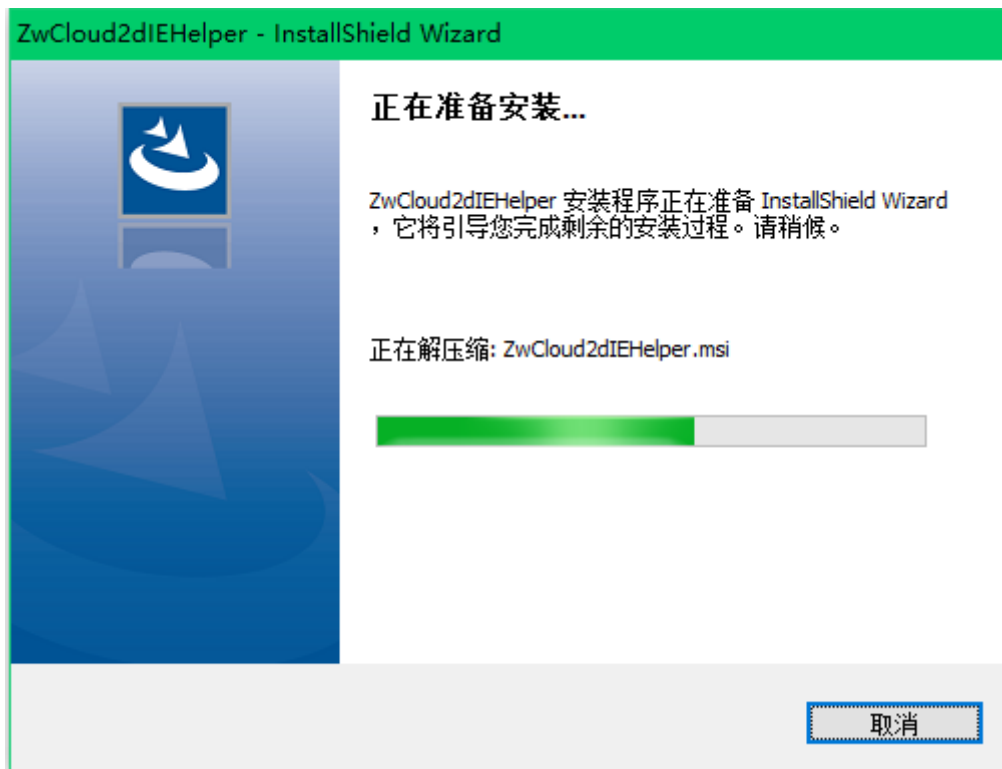 ZwCloud2dIEHelper - InstallShield Wizard
正在准备安装...
ZwCloud2dIEHelper 安装程序正在准备 InstallShield Wizard
，它将引导您完成剩余的安装过程。请稍候。
正在解压缩: ZwCloud2dIEHelper.msi
取消